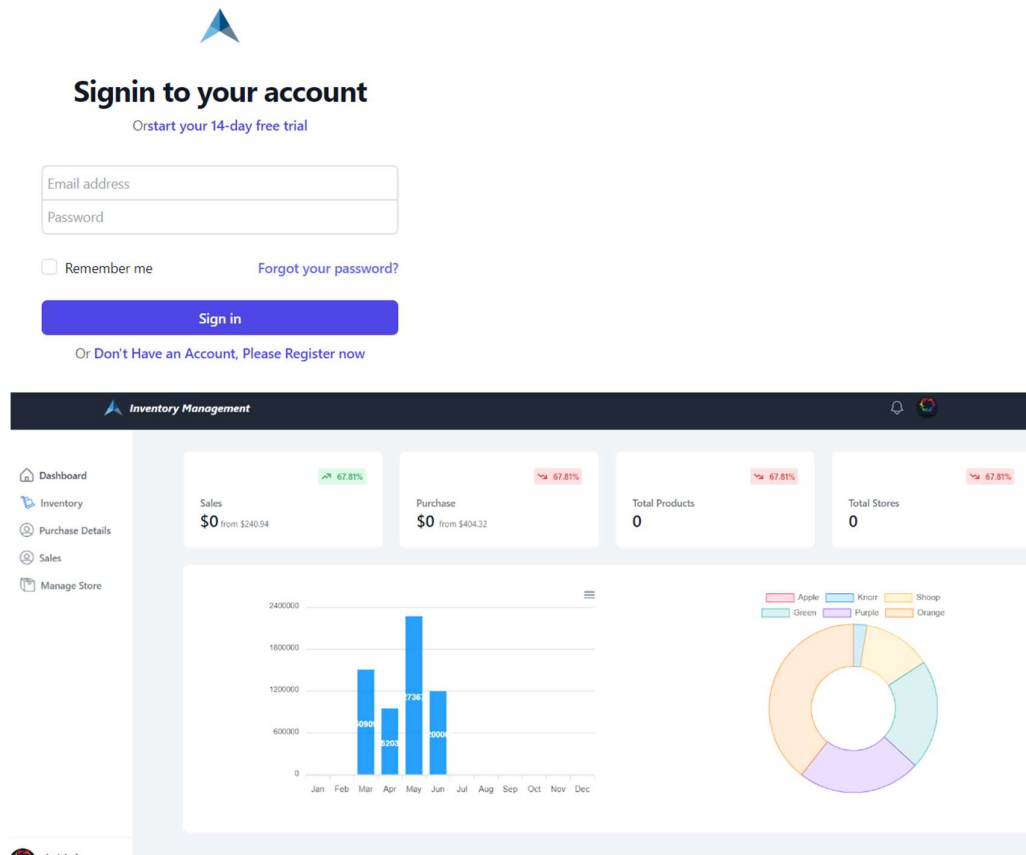 Signin to your account
Orstart your 14-day free trial
Email address
Password
Remember me
Forgot your password?
Sign in
Or Don't Have an Account, Please Register now
Inventory Management
Dashboard
Inventory
Purchase Details
Sales
Manage Store
67.81%
Sales
$0 from $240.94
67.81%
Purchase
$0 from $404.32
67.81%
Total Products
0
67.81%
Total Stores
0
2400000
1800000
1200000
600000
0
Jan Feb Mar Apr May Jun Jul Aug Sep Oct Nov Dec
Apple Knorr Shoop
Green Purple Orange